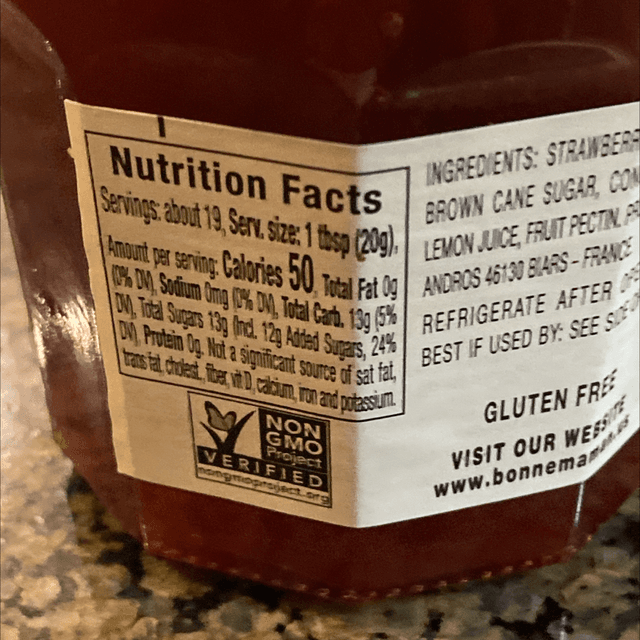 Nutrition Facts
Servings: about 19, Serv. size: 1 tbsp (20g),
Amount per serving: Calories 50, Total Fat 0g
(0% DV), Sodium 0mg (0% DV), Total Carb. 13g (5%
DV), Total Sugars 13g (Incl. 12g Added Sugars, 24%
DV), Protein 0g. Not a significant source of sat fat,
trans fat, cholest., fiber, vit D, calcium, iron and potassium.
NON
GMO
Project
VERIFIED
nongmoproject.org
INGREDIENTS: STRAWBERR
BROWN CANE SUGAR, CON
LEMON JUICE, FRUIT PECTIN.
ANDROS 46130 BIARS - FRANCE
REFRIGERATE AFTER
BEST IF USED BY: SEE
GLUTEN FREE
VISIT OUR WEBSITE
www.bonnemaman.us